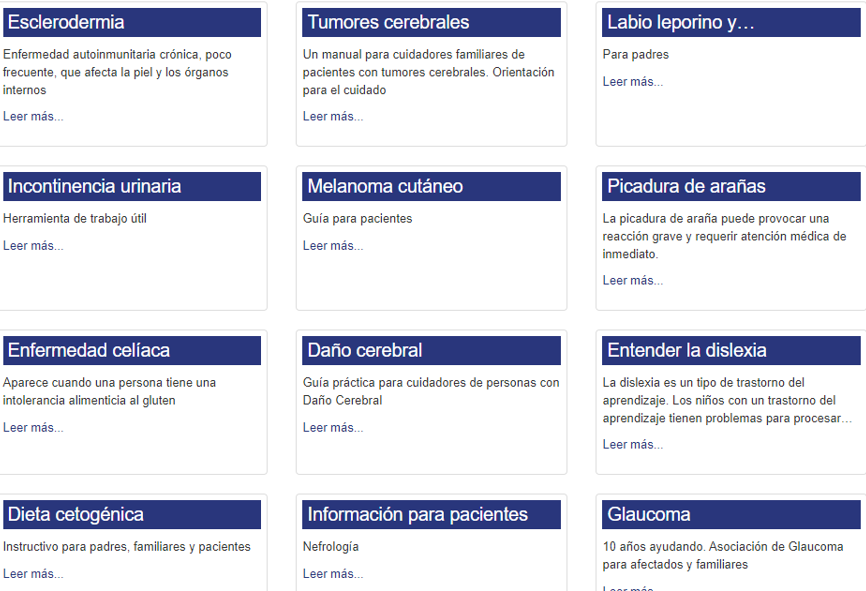 Esclerodermia
Enfermedad autoinmunitaria crónica, poco
frecuente, que afecta la piel y los órganos
internos
Leer más...
Tumores cerebrales
Un manual para cuidadores familiares de
pacientes con tumores cerebrales. Orientación
para el cuidado
Leer más...
Labio leporino y…
Para padres
Leer más...
Incontinencia urinaria
Herramienta de trabajo útil
Leer más...
Melanoma cutáneo
Guía para pacientes
Leer más...
Picadura de arañas
La picadura de araña puede provocar una
reacción grave y requerir atención médica de
inmediato.
Leer más...
Enfermedad celíaca
Aparece cuando una persona tiene una
intolerancia alimenticia al gluten
Leer más...
Daño cerebral
Guía práctica para cuidadores de personas con
Daño Cerebral
Leer más...
Entender la dislexia
La dislexia es un tipo de trastorno del
aprendizaje. Los niños con un trastorno del
aprendizaje tienen problemas para procesar…
Leer más...
Dieta cetogénica
Instructivo para padres, familiares y pacientes
Leer más...
Información para pacientes
Nefrología
Leer más...
Glaucoma
10 años ayudando. Asociación de Glaucoma
para afectados y familiares
Leer más...